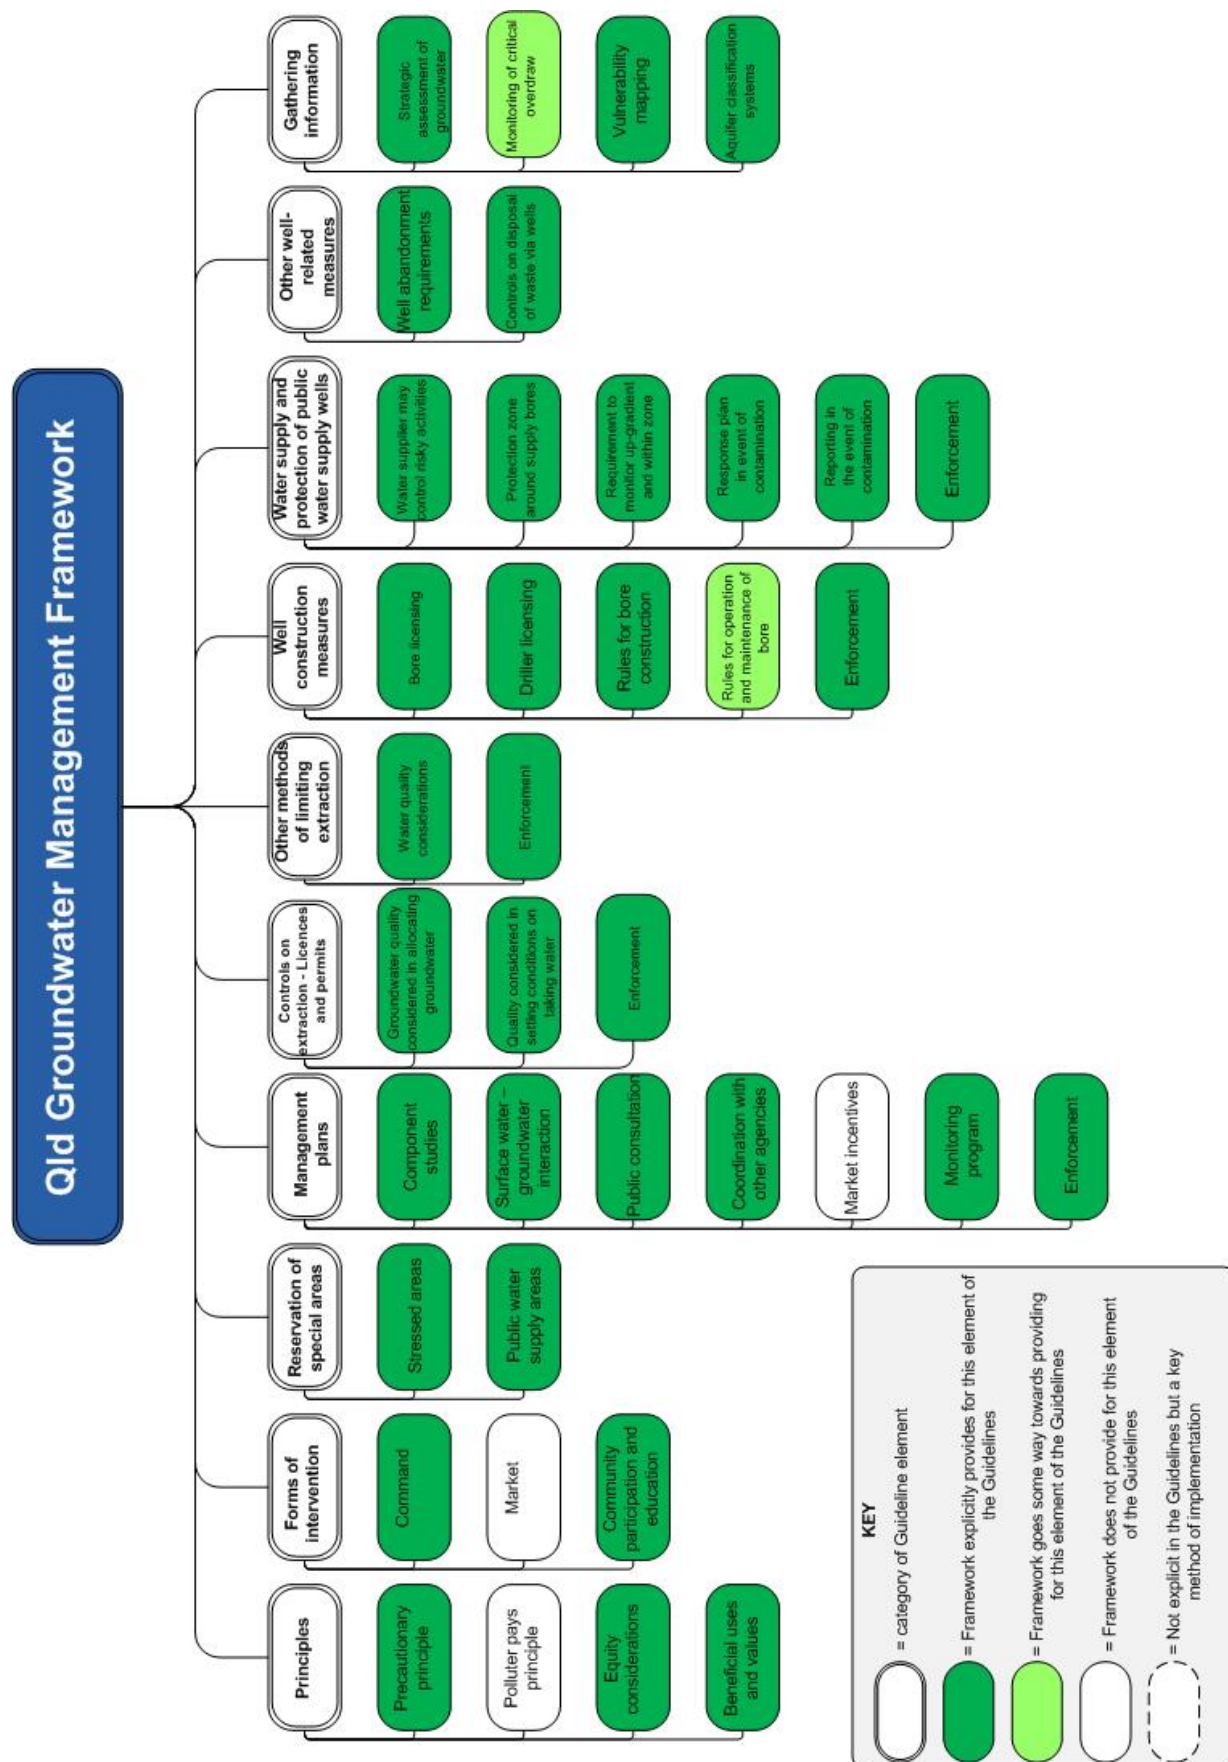 Qld Groundwater Management Framework
Principles
Precautionary
principle
Polluter pays
principle
Equity
considerations
Beneficial uses
and values
Forms of
intervention
Command
Market
Community
participation and
education
Reservation of
special areas
Stressed areas
Public water
supply areas
Management
plans
Component
studies
Surface water –
groundwater
interaction
Public consultation
Coordination with
other agencies
Market incentives
Monitoring
program
Enforcement
Controls on
extraction - Licences
and permits
Groundwater quality
considered in allocating
groundwater
Quality considered in
setting conditions on
taking water
Enforcement
Other methods
of limiting
extraction
Water quality
considerations
Enforcement
Well
construction
measures
Bore licensing
Driller licensing
Rules for bore
construction
Rules for operation
and maintenance of
bore
Enforcement
Water supply and
protection of public
water supply wells
Water supplier may
control risky activities
Protection zone
around supply bores
Requirement to
monitor up-gradient
and within zone
Response plan
in event of
contamination
Reporting in
the event of
contamination
Enforcement
Other well-
related
measures
Well abandonment
requirements
Controls on disposal
of waste via wells
Gathering
information
Strategic
assessment of
groundwater
Monitoring of critical
overdraw
Vulnerability
mapping
Aquifer classification
systems
KEY
= category of Guideline element
= Framework explicitly provides for this element of
the Guidelines
= Framework goes some way towards providing
for this element of the Guidelines
= Framework does not provide for this element
of the Guidelines
= Not explicit in the Guidelines but a key
method of implementation